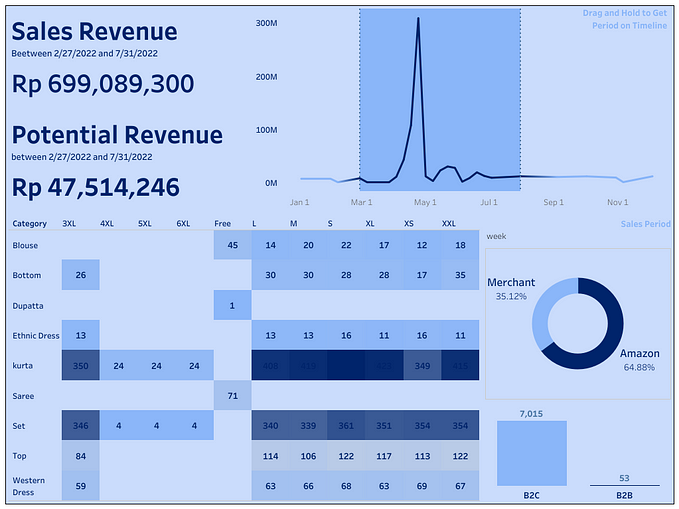 Sales Revenue
Beetween 2/27/2022 and 7/31/2022
Rp 699,089,300
Potential Revenue
between 2/27/2022 and 7/31/2022
Rp 47,514,246
Drag and Hold to Get
Period on Timeline
300M
200M
100M
0M
Jan 1 Mar 1 May 1 Jul 1 Sep 1 Nov 1
Sales Period
Category 3XL 4XL 5XL 6XL Free L M S XL XS XXL
Blouse 45 14 20 22 17 12 18
Bottom 26 30 30 28 28 17 35
Dupatta 1
Ethnic Dress 13 13 13 16 11 16 11
kurta 350 24 24 24 349
Saree 71
Set 346 4 4 4 340 339 361 351 354 354
Top 84 114 106 122 117 113 122
Western
Dress 59 63 66 68 63 69 67
week
Merchant
35.12%
Amazon
64.88%
7,015
53
B2C B2B